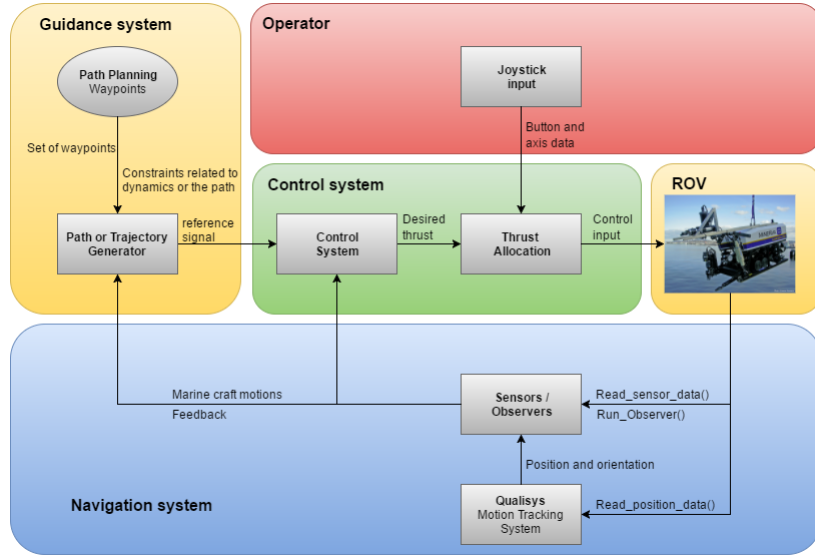 Guidance system
Path Planning
Waypoints
Set of waypoints
Constraints related to
dynamics or the path
Path or Trajectory
Generator
reference
signal
Operator
Joystick
input
Button and
axis data
Control system
Control
System
Desired
thrust
Thrust
Allocation
Control
input
ROV
Marine craft motions
Feedback
Sensors /
Observers
Read_sensor_data()
Run_Observer()
Position and orientation
Qualisys
Motion Tracking
System
Read_position_data()
Navigation system